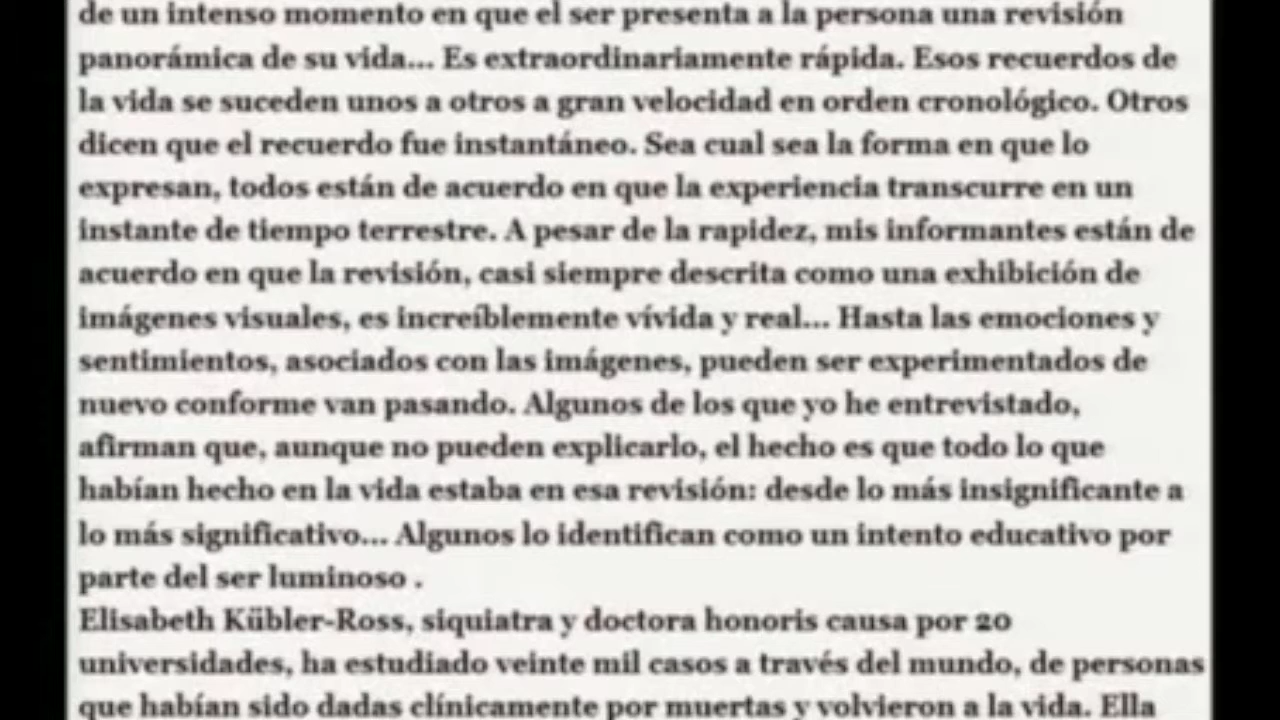 de un intenso momento en que el ser presenta a la persona una revisión
panorámica de su vida... Es extraordinariamente rápida. Esos recuerdos de
la vida se suceden unos a otros a gran velocidad en orden cronológico. Otros
dicen que el recuerdo fue instantáneo. Sea cual sea la forma en que lo
expresan, todos están de acuerdo en que la experiencia transcurre en un
instante de tiempo terrestre. A pesar de la rapidez, mis informantes están de
acuerdo en que la revisión, casi siempre descrita como una exhibición de
imágenes visuales, es increíblemente vívida y real... Hasta las emociones y
sentimientos, asociados con las imágenes, pueden ser experimentados de
nuevo conforme van pasando. Algunos de los que yo he entrevistado,
afirman que, aunque no pueden explicarlo, el hecho es que todo lo que
habían hecho en la vida estaba en esa revisión: desde lo más insignificante a
lo más significativo... Algunos lo identifican como un intento educativo por
parte del ser luminoso .
Elisabeth Kübler-Ross, siquiatra y doctora honoris causa por 20
universidades, ha estudiado veinte mil casos a través del mundo, de personas
que habían sido dadas clínicamente por muertas y volvieron a la vida. Ella